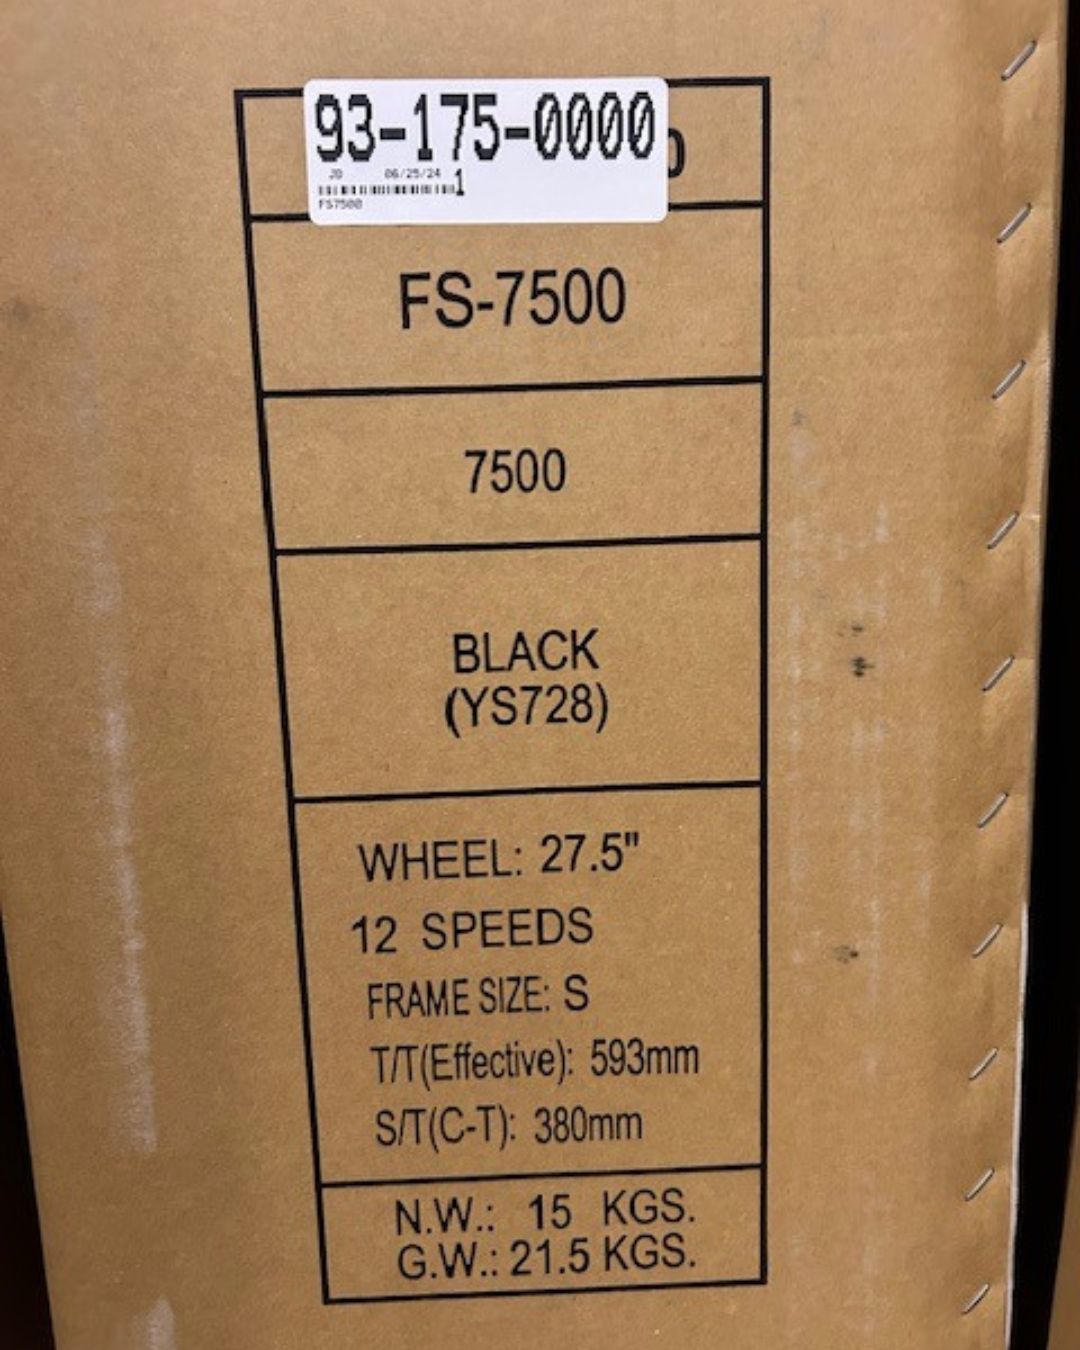 93-175-0000
JD 06/25/24 1
FS7500
FS-7500
7500
BLACK
(YS728)
WHEEL: 27.5"
12 SPEEDS
FRAME SIZE: S
T/T(Effective): 593mm
S/T(C-T): 380mm
N.W.: 15 KGS.
G.W.: 21.5 KGS.